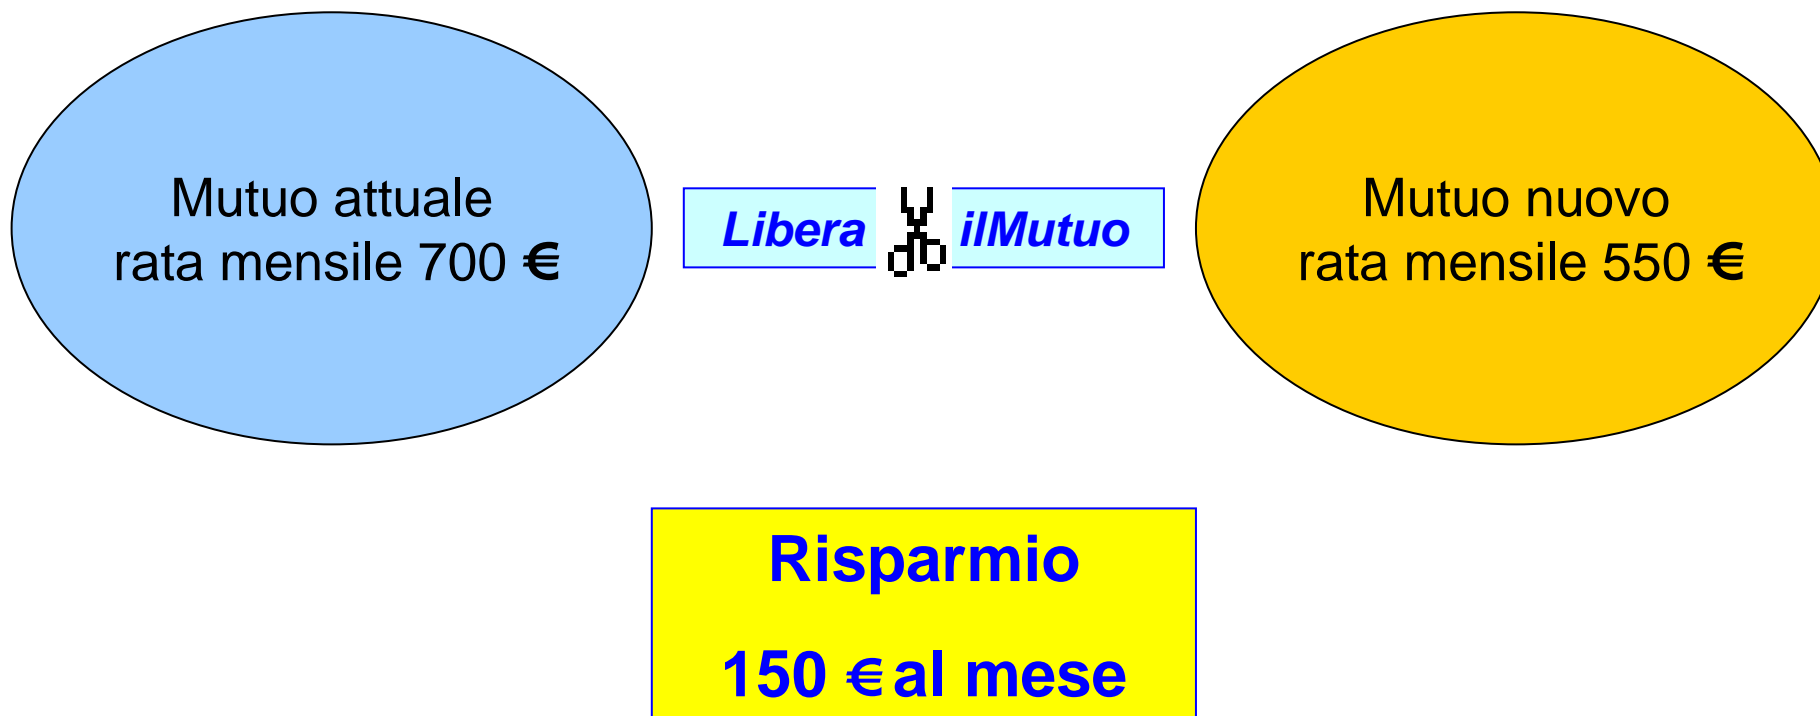 Mutuo attuale
rata mensile 700 €
Libera ilMutuo
Mutuo nuovo
rata mensile 550 €
Risparmio
150 € al mese